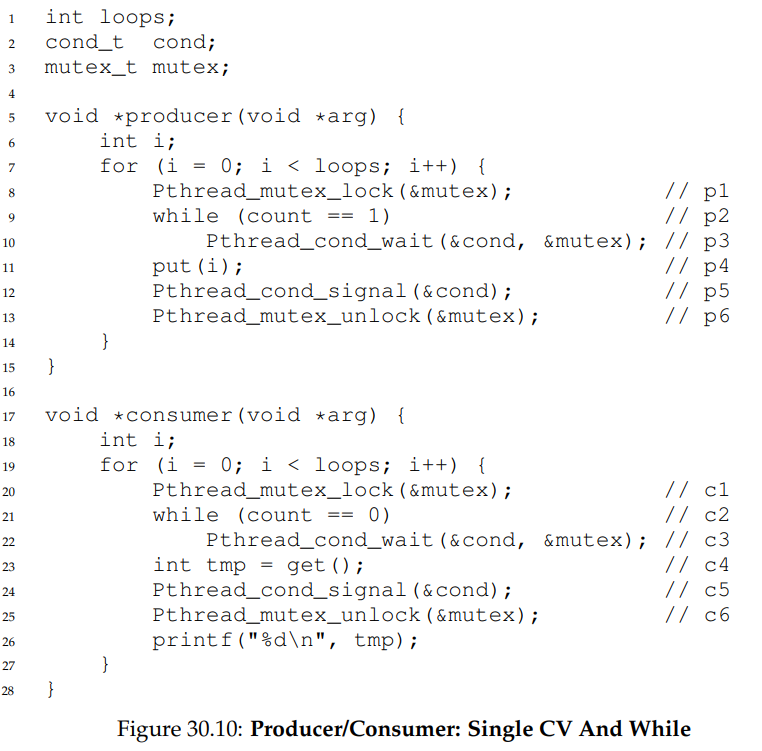 1 int loops;
2 cond_t  cond;
3 mutex_t mutex;
4
5 void *producer(void *arg) {
6     int i;
7     for (i = 0; i < loops; i++) {
8         Pthread_mutex_lock(&mutex);           // p1
9         while (count == 1)                    // p2
10             Pthread_cond_wait(&cond, &mutex); // p3
11         put(i);                               // p4
12         Pthread_cond_signal(&cond);           // p5
13         Pthread_mutex_unlock(&mutex);         // p6
14     }
15 }
16
17 void *consumer(void *arg) {
18     int i;
19     for (i = 0; i < loops; i++) {
20         Pthread_mutex_lock(&mutex);           // c1
21         while (count == 0)                    // c2
22             Pthread_cond_wait(&cond, &mutex); // c3
23         int tmp = get();                      // c4
24         Pthread_cond_signal(&cond);           // c5
25         Pthread_mutex_unlock(&mutex);         // c6
26         printf("%d\n", tmp);
27     }
28 }
Figure 30.10: Producer/Consumer: Single CV And While